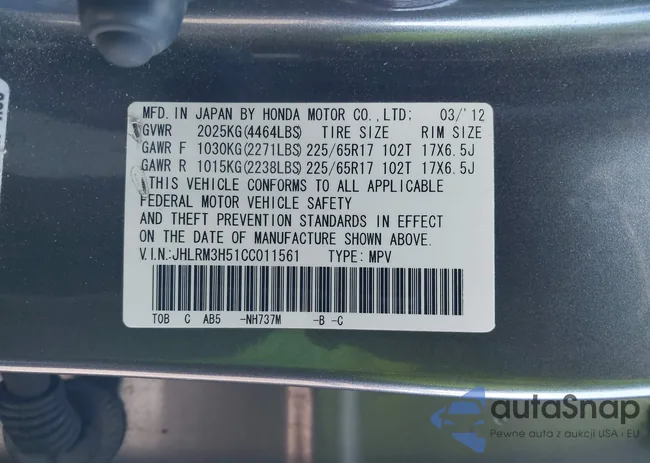 MFD. IN JAPAN BY HONDA MOTOR CO.,LTD: 03/'12
GVWR 2025KG(4464LBS) TIRE SIZE RIM SIZE
GAWR F 1030KG(2271LBS) 225/65R17 102T 17X6.5J
GAWR R 1015KG(2238LBS) 225/65R17 102T 17X6.5J
THIS VEHICLE CONFORMS TO ALL APPLICABLE
FEDERAL MOTOR VEHICLE SAFETY
AND THEFT PREVENTION STANDARDS IN EFFECT
ON THE DATE OF MANUFACTURE SHOWN ABOVE.
V.I.N:JHLRM3H51CC011561 TYPE: MPV
TOB C AB5 -NH737M -B -C
autaSnap
Pewne auto z aukcji USA i EU